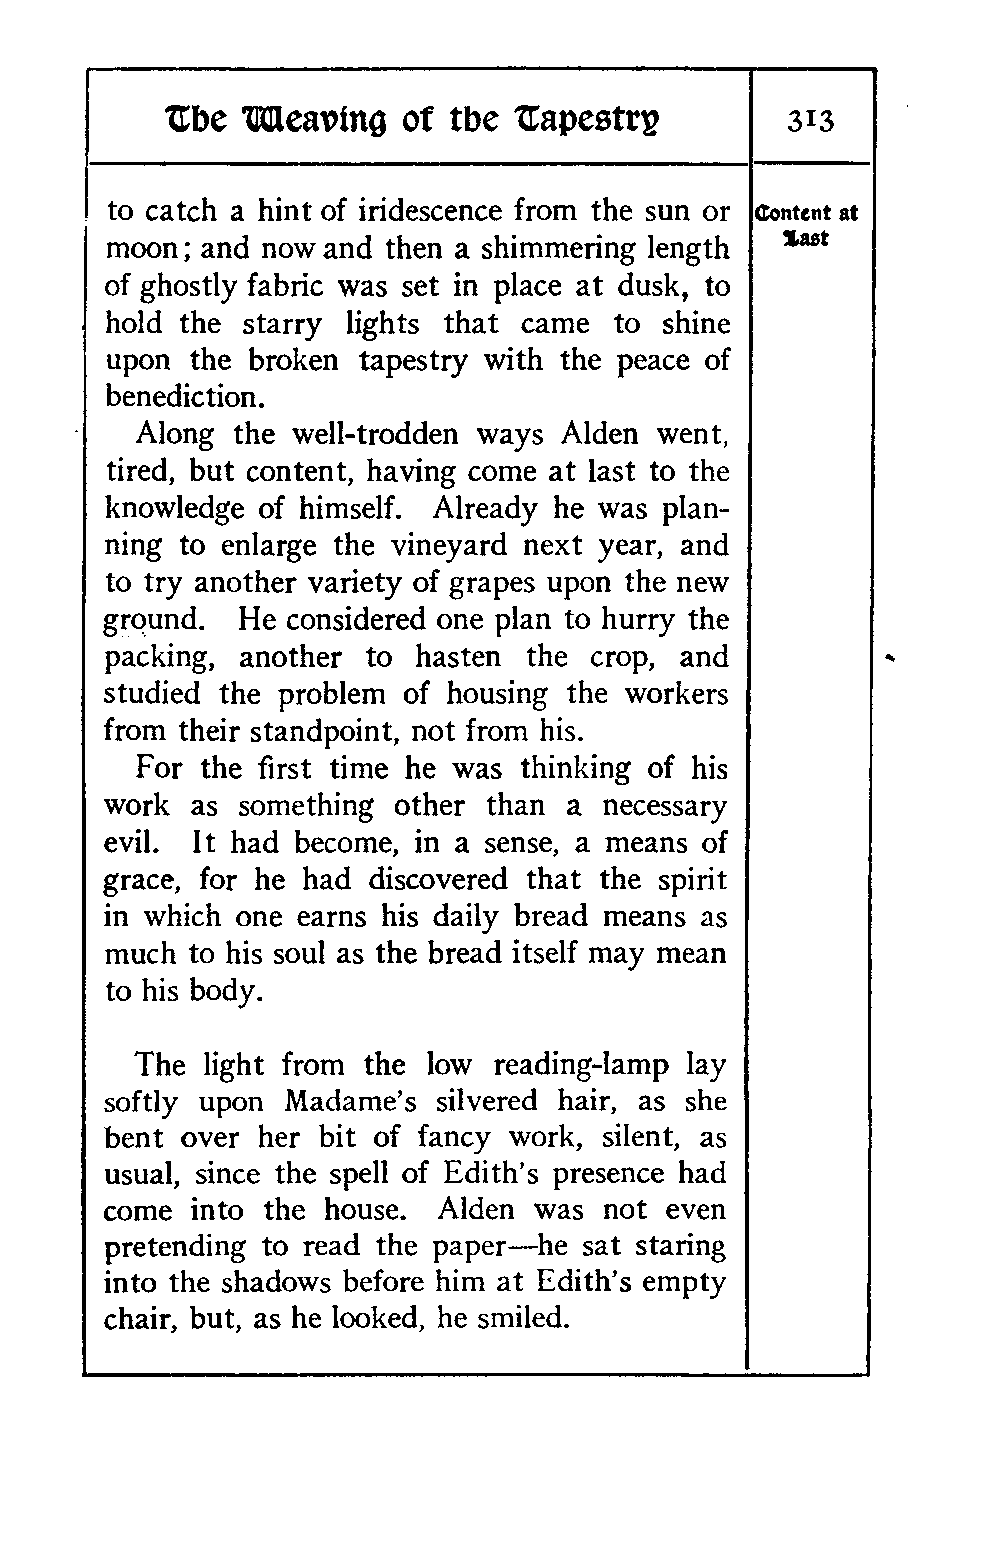 The Weaving of the Tapestry 313
Content at
Last
to catch a hint of iridescence from the sun or
moon; and now and then a shimmering length
of ghostly fabric was set in place at dusk, to
hold the starry lights that came to shine
upon the broken tapestry with the peace of
benediction.
Along the well-trodden ways Alden went,
tired, but content, having come at last to the
knowledge of himself. Already he was plan-
ning to enlarge the vineyard next year, and
to try another variety of grapes upon the new
ground. He considered one plan to hurry the
packing, another to hasten the crop, and
studied the problem of housing the workers
from their standpoint, not from his.
For the first time he was thinking of his
work as something other than a necessary
evil. It had become, in a sense, a means of
grace, for he had discovered that the spirit
in which one earns his daily bread means as
much to his soul as the bread itself may mean
to his body.
The light from the low reading-lamp lay
softly upon Madame's silvered hair, as she
bent over her bit of fancy work, silent, as
usual, since the spell of Edith's presence had
come into the house. Alden was not even
pretending to read the paper—he sat staring
into the shadows before him at Edith's empty
chair, but, as he looked, he smiled.